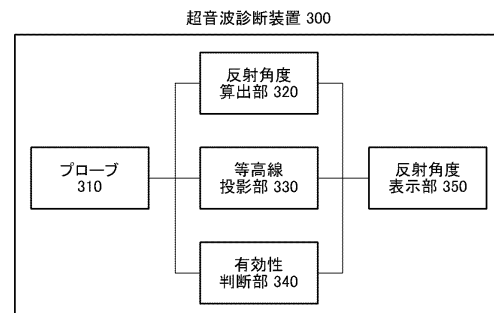 超音波診断装置 300
反射角度
算出部 320
プローブ
310
等高線
投影部 330
反射角度
表示部 350
有効性
判断部 340